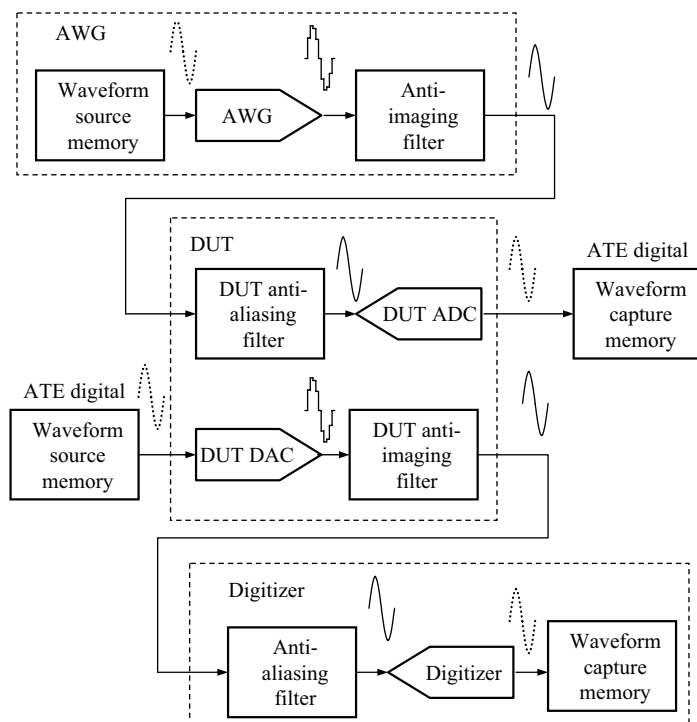 AWG
Waveform
source
memory
AWG
Anti-
imaging
filter
DUT
DUT anti-
aliasing
filter
DUT ADC
ATE digital
Waveform
capture
memory
ATE digital
Waveform
source
memory
DUT DAC
DUT anti-
imaging
filter
Digitizer
Anti-
aliasing
filter
Digitizer
Waveform
capture
memory